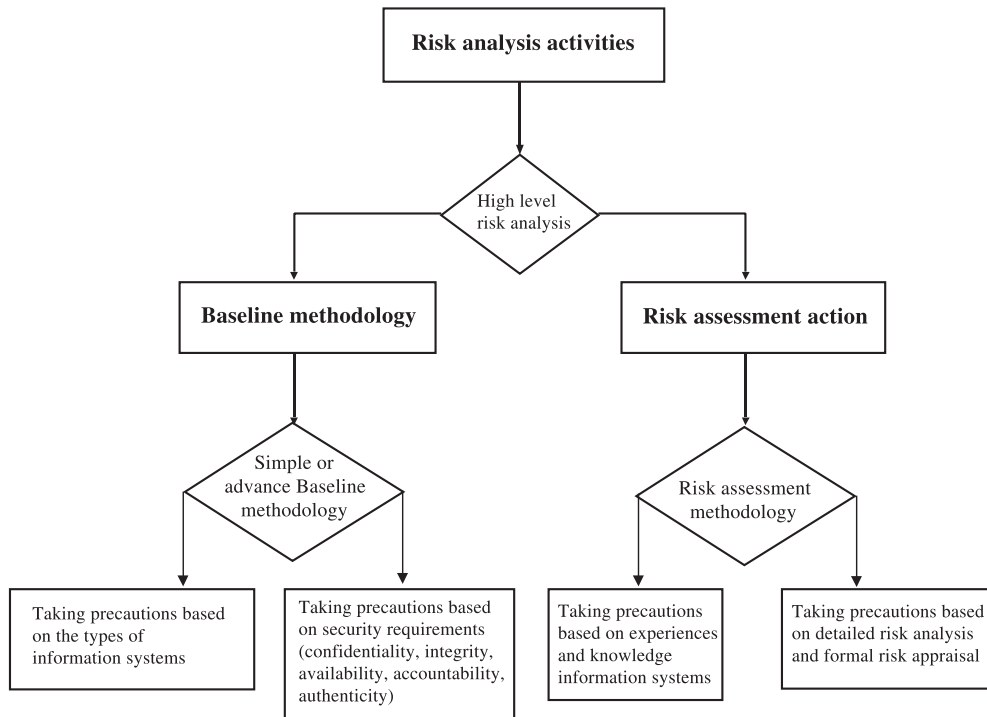 Risk analysis activities
High level
risk analysis
Baseline methodology
Risk assessment action
Simple or
advance Baseline
methodology
Risk assessment
methodology
Taking precautions based
on the types of
information systems
Taking precautions based
on security requirements
(confidentiality, integrity,
availability, accountability,
authenticity)
Taking precautions
based on experiences
and knowledge
information systems
Taking precautions based
on detailed risk analysis
and formal risk appraisal